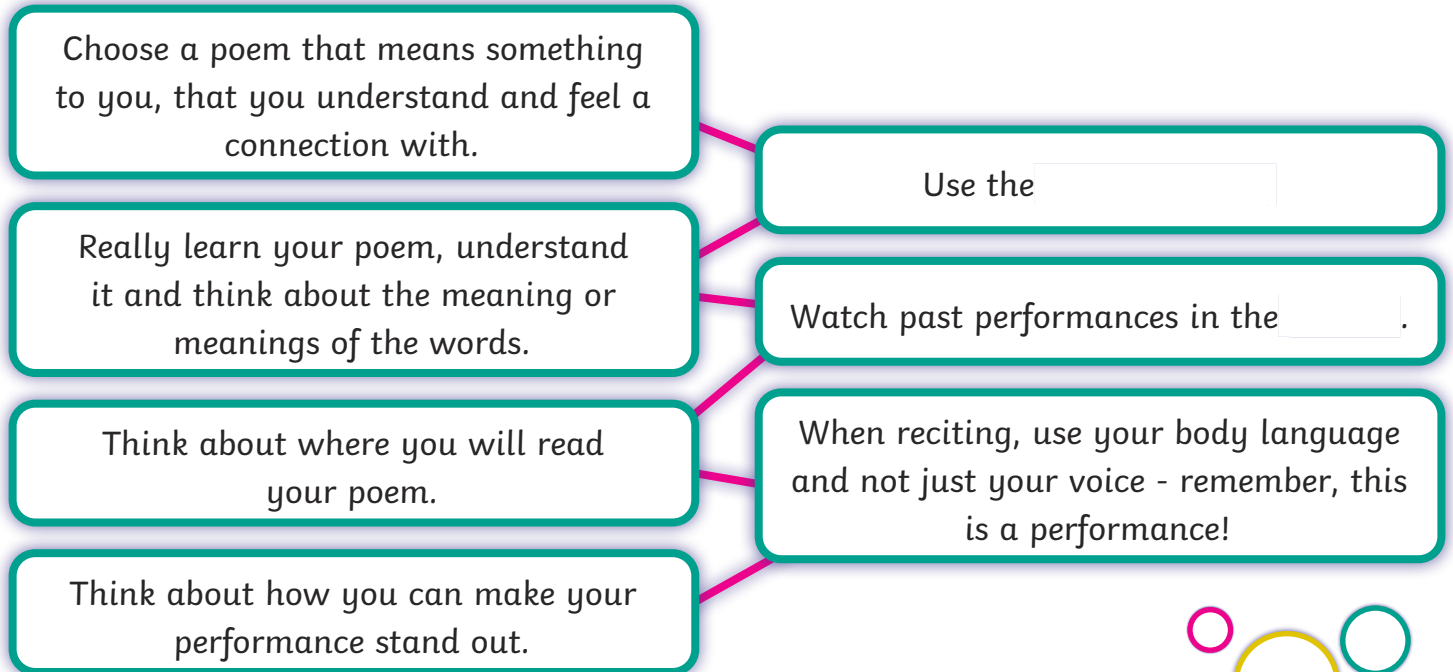 Choose a poem that means something
to you, that you understand and feel a
connection with.
Use the
Really learn your poem, understand
it and think about the meaning or
meanings of the words.
Watch past performances in the .
Think about where you will read
your poem.
When reciting, use your body language
and not just your voice - remember, this
is a performance!
Think about how you can make your
performance stand out.